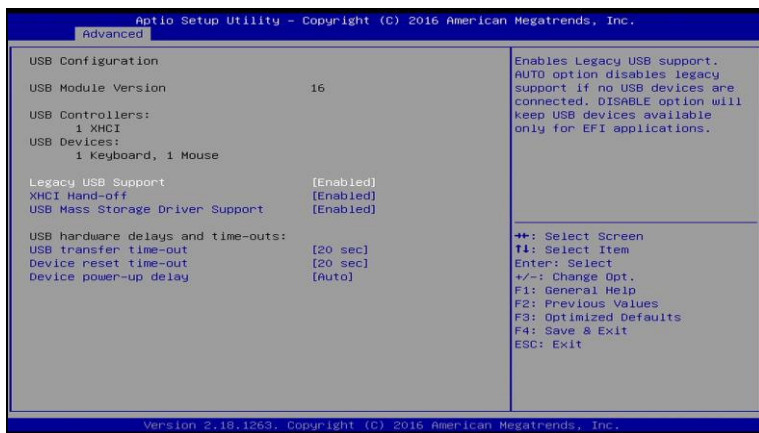 Aptio Setup Utility – Copyright (C) 2016 American Megatrends, Inc.
Advanced
USB Configuration
USB Module Version 16
USB Controllers:
1 XHCI
USB Devices:
1 Keyboard, 1 Mouse
Legacy USB Support [Enabled]
XHCI Hand-off [Enabled]
USB Mass Storage Driver Support [Enabled]
USB hardware delays and time-outs:
USB transfer time-out [20 sec]
Device reset time-out [20 sec]
Device power-up delay [Auto]
Enables Legacy USB support.
AUTO option disables legacy
support if no USB devices are
connected. DISABLE option will
keep USB devices available
only for EFI applications.
→←: Select Screen
↑↓: Select Item
Enter: Select
+/-: Change Opt.
F1: General Help
F2: Previous Values
F3: Optimized Defaults
F4: Save & Exit
ESC: Exit
Version 2.18.1263. Copyright (C) 2016 American Megatrends, Inc.